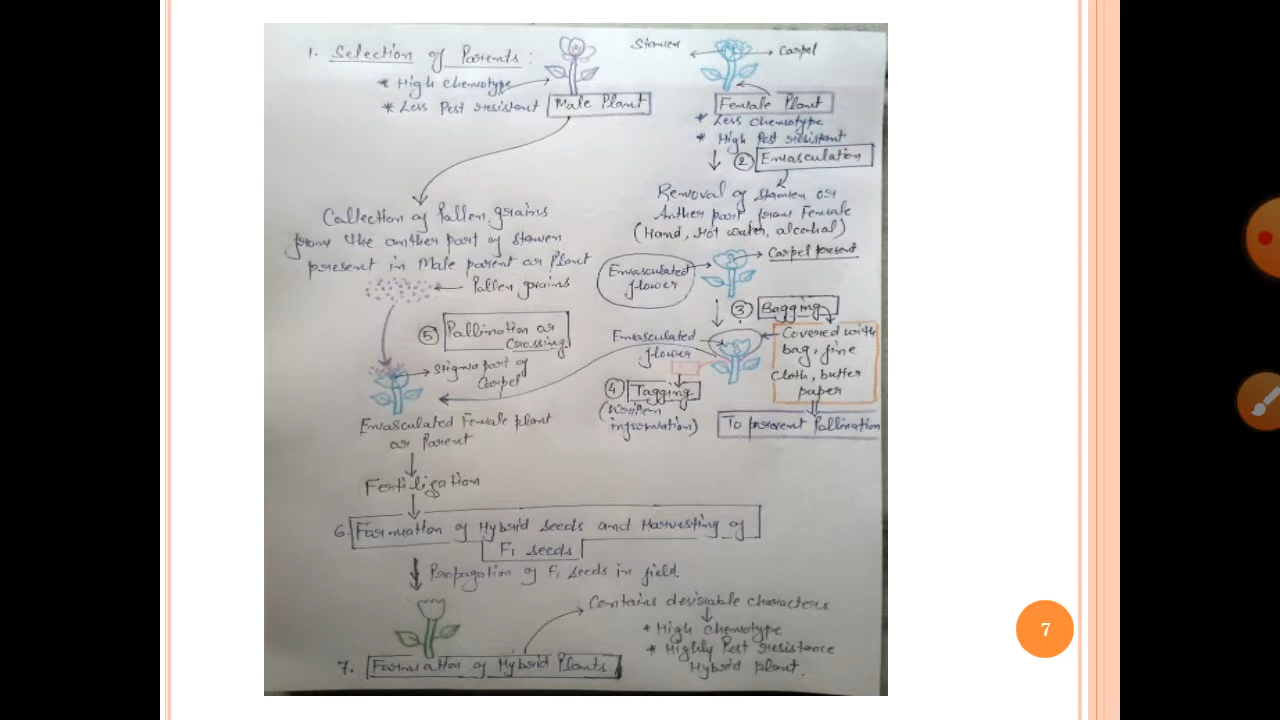 1. Selection of Parents :
* High chemotype
* Less Pest resistent
Male Plant
Stamen
Carpel
Female Plant
* Less chemotype
* High Pest resistent
② Emasculation
Removal of Stamen or
Anther part from Female
(Hand, Hot water, alcohal)
Emasculated
flower
Carpel present
③ Bagging
Covered with
bag, fine
cloth, butter
paper
To prevent Pollination
Emasculated
flower
④ Tagging
(Written
information)
Collection of Pollen grains
from the anther part of Stamen
present in Male parent or Plant
Pollen grains
⑤ Pollination or
Crossing
Stigma part of
Carpel
Emasculated Female plant
or Parent
Fertilization
6. Formation of Hybrid seeds and Harvesting of
F1 seeds
Propagation of F1 seeds in field.
Contains desirable characters
* High chemotype
* Highly Pest resistence
Hybrid plant.
7. Formation of Hybrid Plants
7